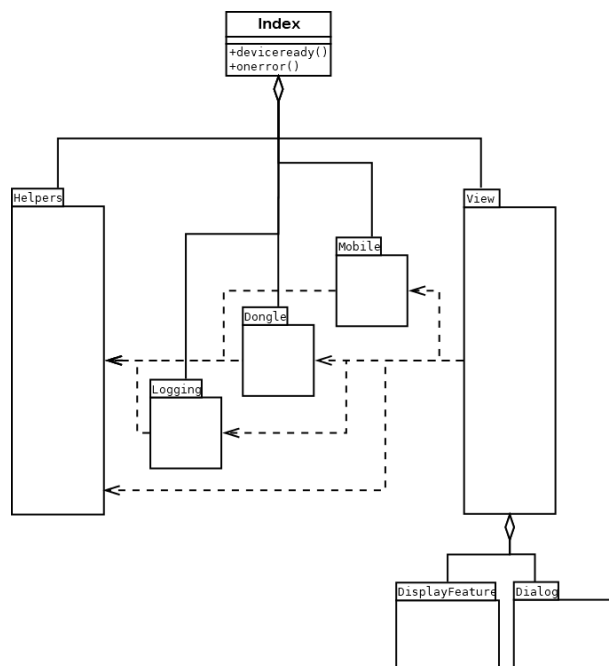 Index
+deviceready()
+onerror()
Helpers
View
Mobile
Dongle
Logging
DisplayFeature
Dialog